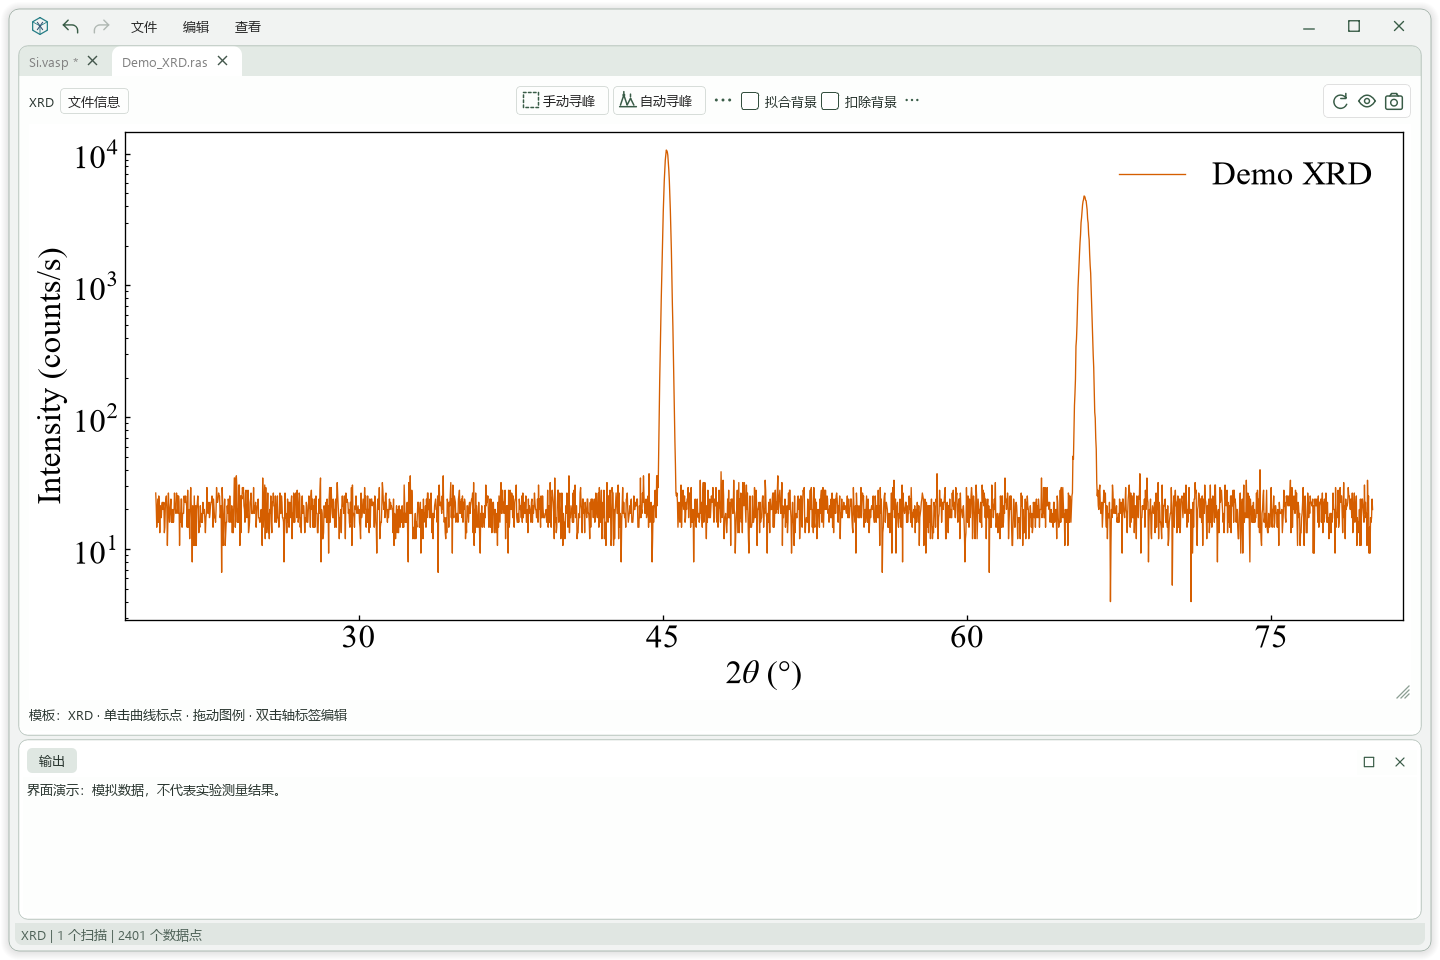 文件 编辑 查看
Si.vasp * Demo_XRD.ras
XRD 文件信息 手动寻峰 自动寻峰 ··· 拟合背景 扣除背景 ···
Demo XRD
Intensity (counts/s)
10⁴
10³
10²
10¹
30 45 60 75
2θ (°)
模板：XRD · 单击曲线标点 · 拖动图例 · 双击轴标签编辑
输出
界面演示：模拟数据，不代表实验测量结果。
XRD | 1 个扫描 | 2401 个数据点